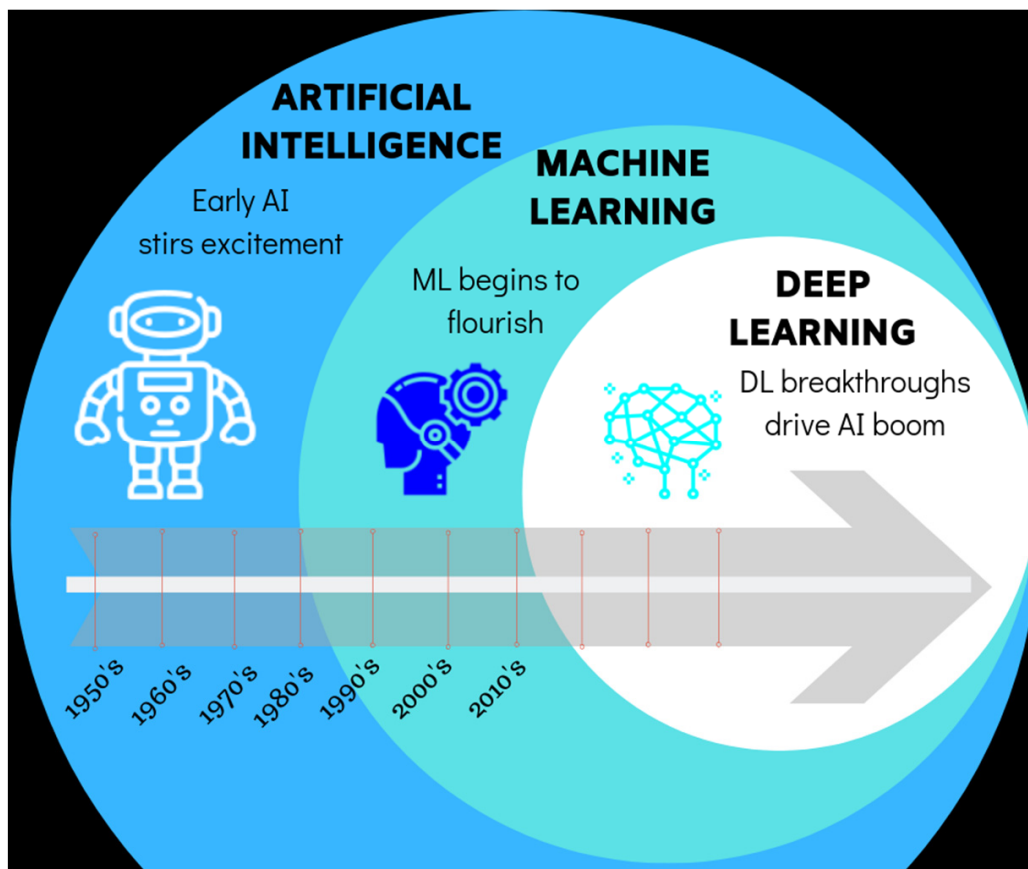 ARTIFICIAL
INTELLIGENCE
Early AI
stirs excitement
MACHINE
LEARNING
ML begins to
flourish
DEEP
LEARNING
DL breakthroughs
drive AI boom
1950's
1960's
1970's
1980's
1990's
2000's
2010's